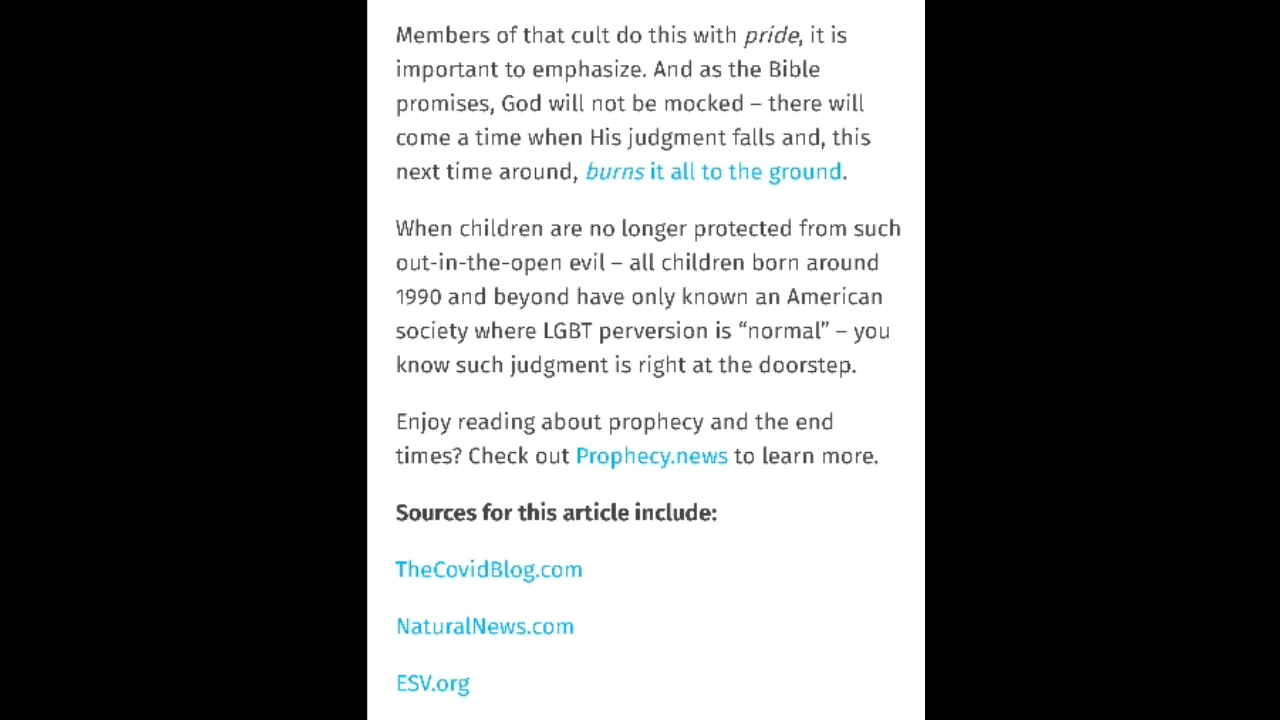 Members of that cult do this with pride, it is
important to emphasize. And as the Bible
promises, God will not be mocked – there will
come a time when His judgment falls and, this
next time around, burns it all to the ground.
When children are no longer protected from such
out-in-the-open evil – all children born around
1990 and beyond have only known an American
society where LGBT perversion is “normal” – you
know such judgment is right at the doorstep.
Enjoy reading about prophecy and the end
times? Check out Prophecy.news to learn more.
Sources for this article include:
TheCovidBlog.com
NaturalNews.com
ESV.org